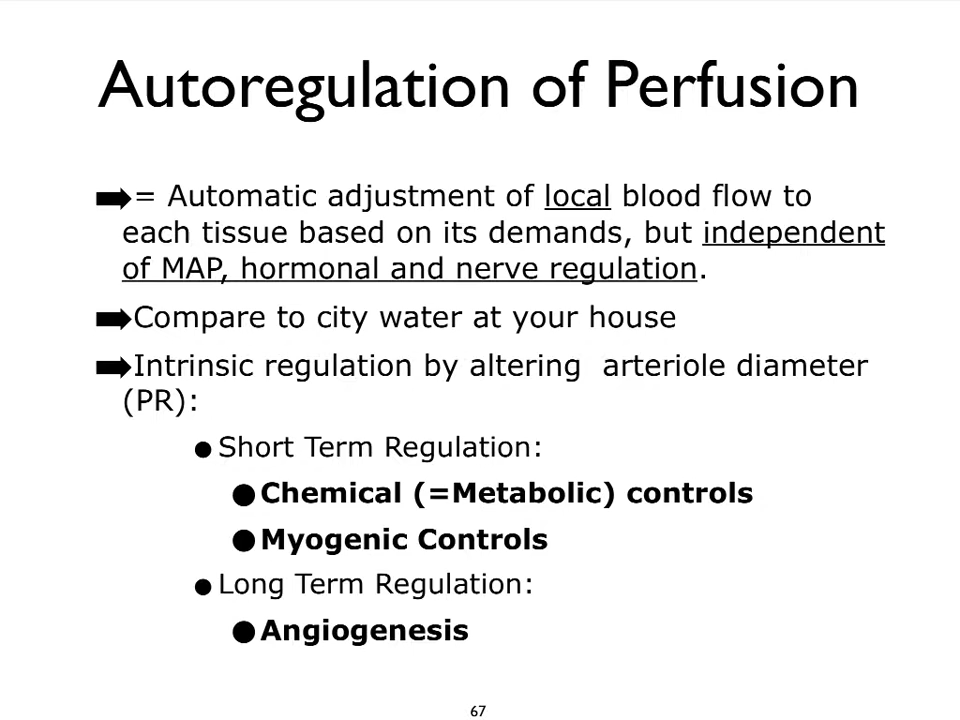 Autoregulation of Perfusion
= Automatic adjustment of local blood flow to
each tissue based on its demands, but independent
of MAP, hormonal and nerve regulation.
Compare to city water at your house
Intrinsic regulation by altering  arteriole diameter
(PR):
Short Term Regulation:
Chemical (=Metabolic) controls
Myogenic Controls
Long Term Regulation:
Angiogenesis
67